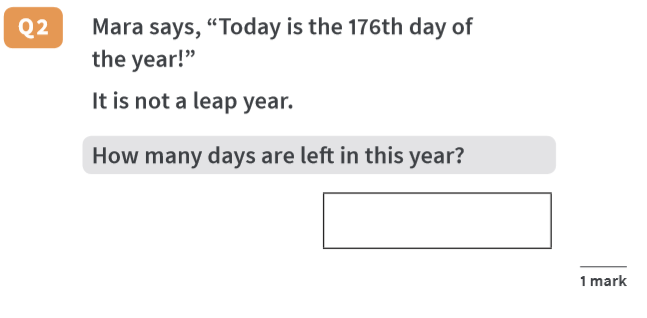 Q2 Mara says, “Today is the 176th day of
the year!”
It is not a leap year.
How many days are left in this year?
1 mark